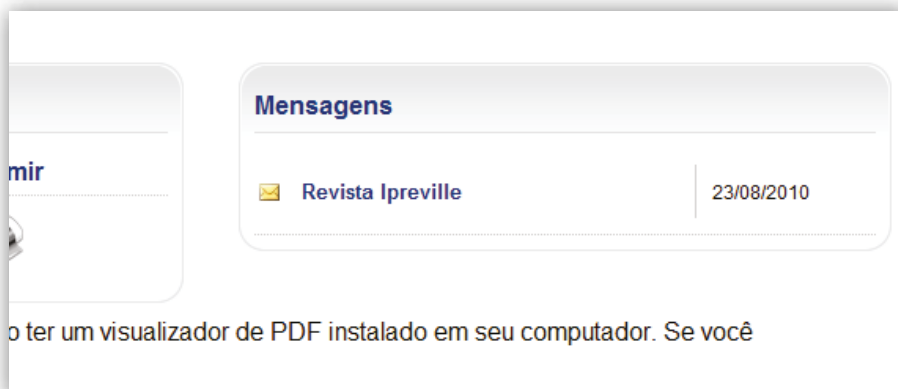 Mensagens
mir
Revista Ipreville 23/08/2010
o ter um visualizador de PDF instalado em seu computador. Se você